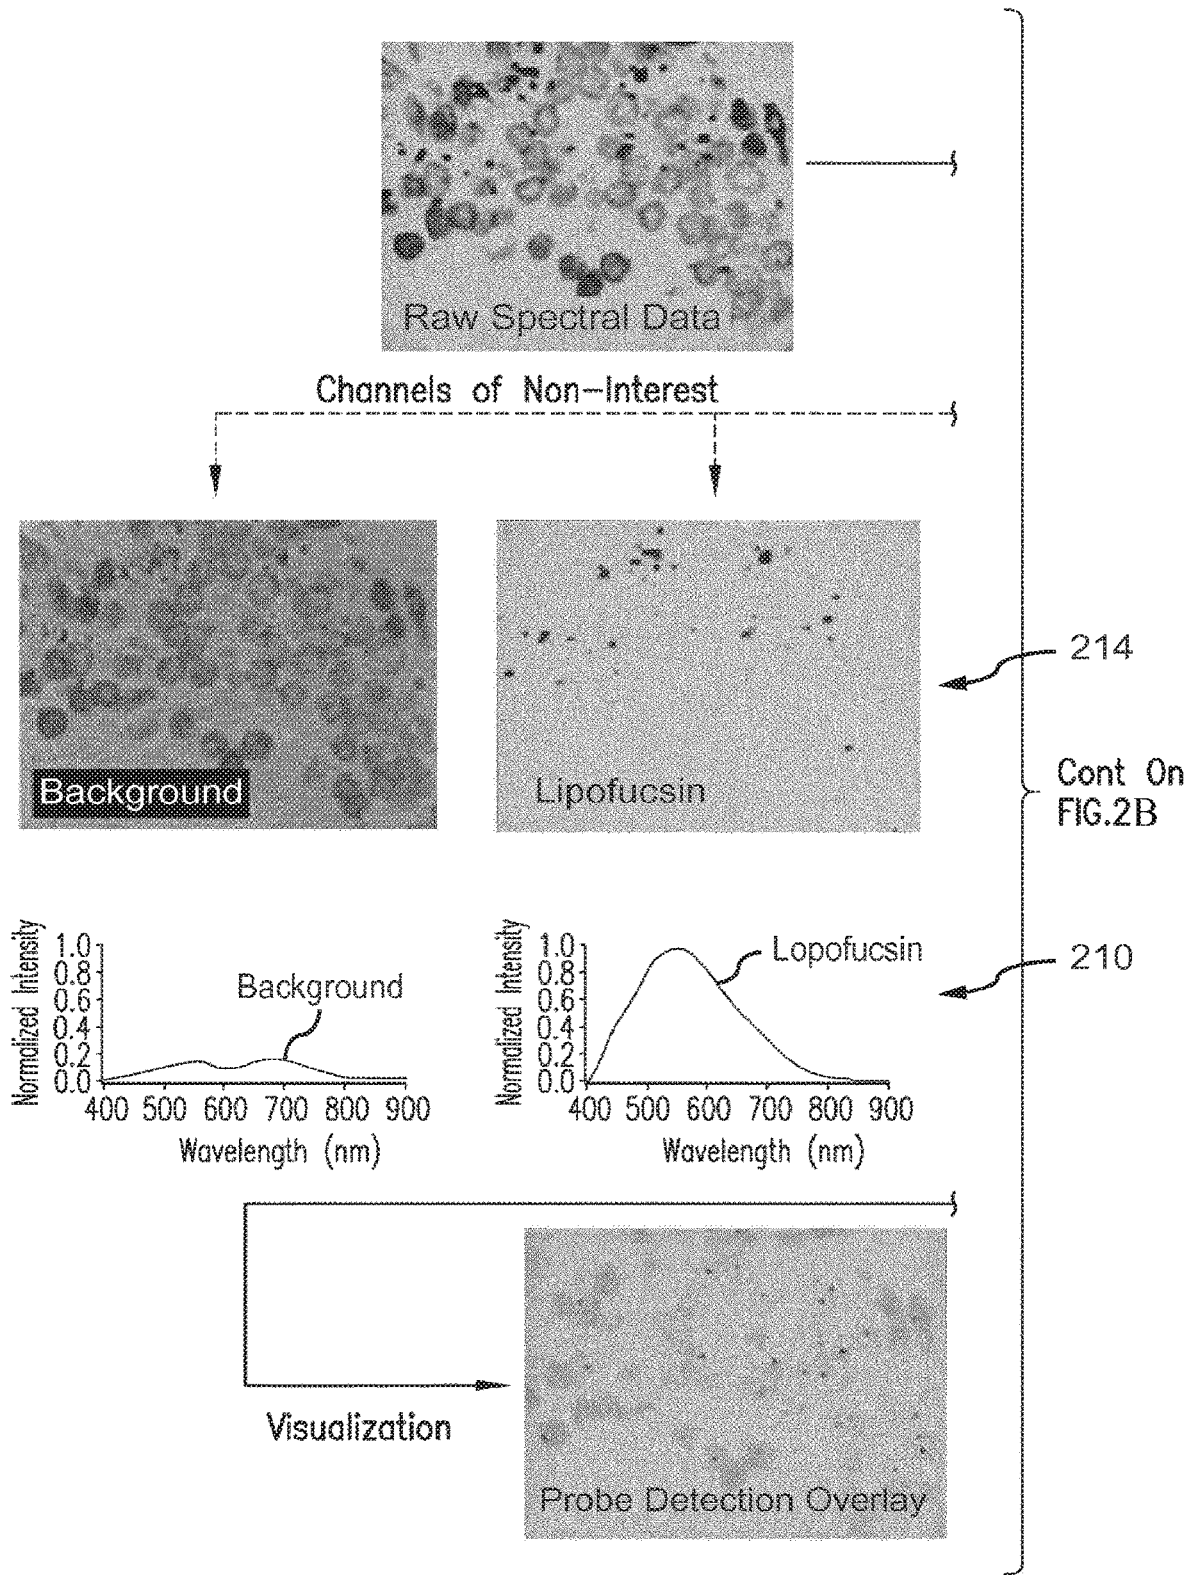 Raw Spectral Data
Channels of Non-Interest
Background
Lipofucsin
214
Cont On
FIG.2B
Normalized Intensity
1.0
0.8
0.6
0.4
0.2
0.0
Background
400 500 600 700 800 900
Wavelength (nm)
Normalized Intensity
1.0
0.8
0.6
0.4
0.2
0.0
Lopofucsin
400 500 600 700 800 900
Wavelength (nm)
210
Visualization
Probe Detection Overlay